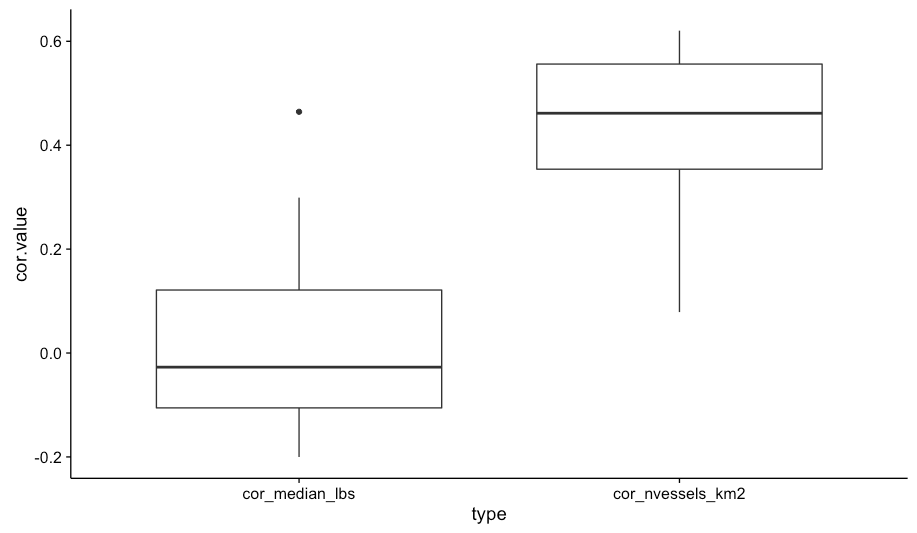 cor.value
0.6
0.4
0.2
0.0
-0.2
cor_median_lbs
cor_nvessels_km2
type